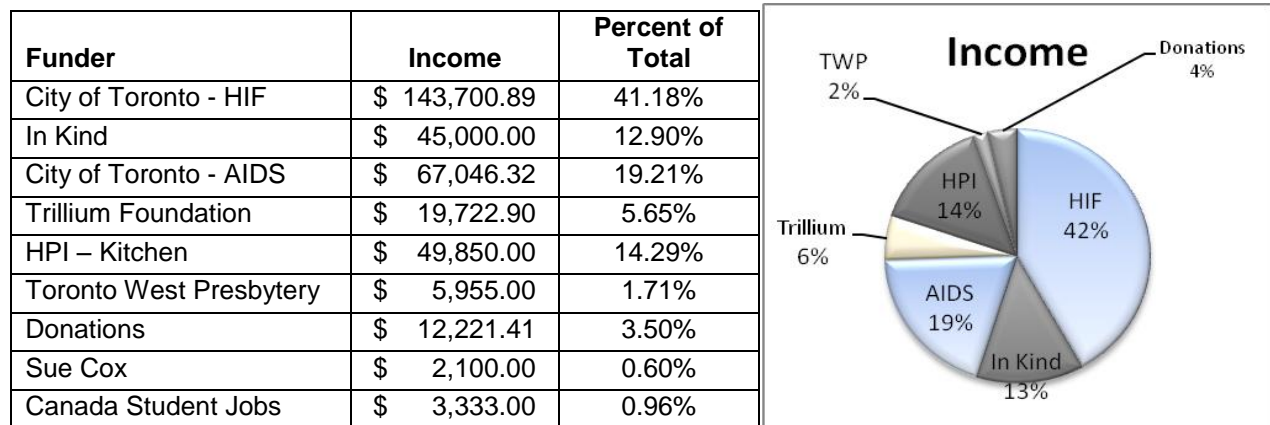 Funder Income Percent of Total
City of Toronto - HIF $ 143,700.89 41.18%
In Kind $ 45,000.00 12.90%
City of Toronto - AIDS $ 67,046.32 19.21%
Trillium Foundation $ 19,722.90 5.65%
HPI – Kitchen $ 49,850.00 14.29%
Toronto West Presbytery $ 5,955.00 1.71%
Donations $ 12,221.41 3.50%
Sue Cox $ 2,100.00 0.60%
Canada Student Jobs $ 3,333.00 0.96%
Income
TWP
2%
Donations
4%
HPI
14%
HIF
42%
Trillium
6%
AIDS
19%
In Kind
13%